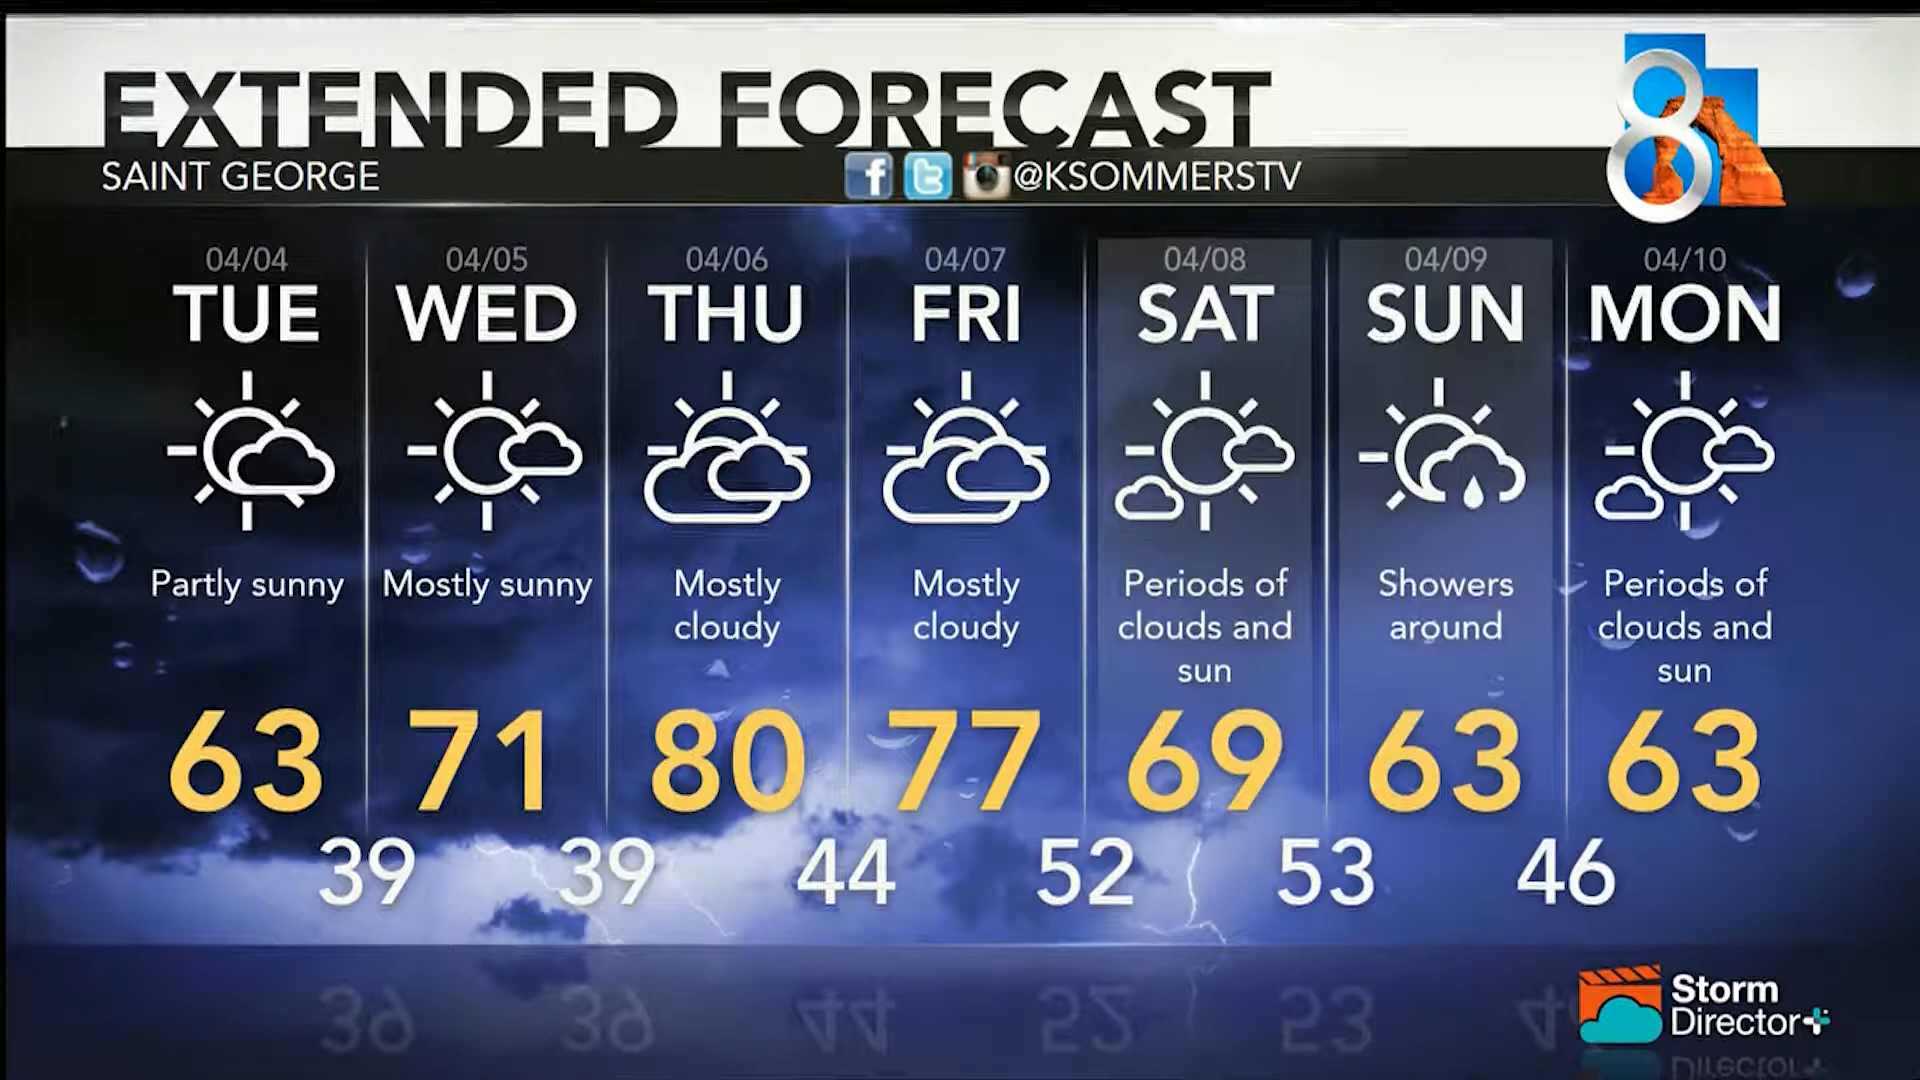 EXTENDED FORECAST
8
SAINT GEORGE
f t @KSOMMERSTV
04/04 04/05 04/06 04/07 04/08 04/09 04/10
TUE WED THU FRI SAT SUN MON
Partly sunny Mostly sunny Mostly Mostly Periods of Showers Periods of
cloudy cloudy clouds and around clouds and
sun sun
63 71 80 77 69 63 63
39 39 44 52 53 46
Storm
Director+